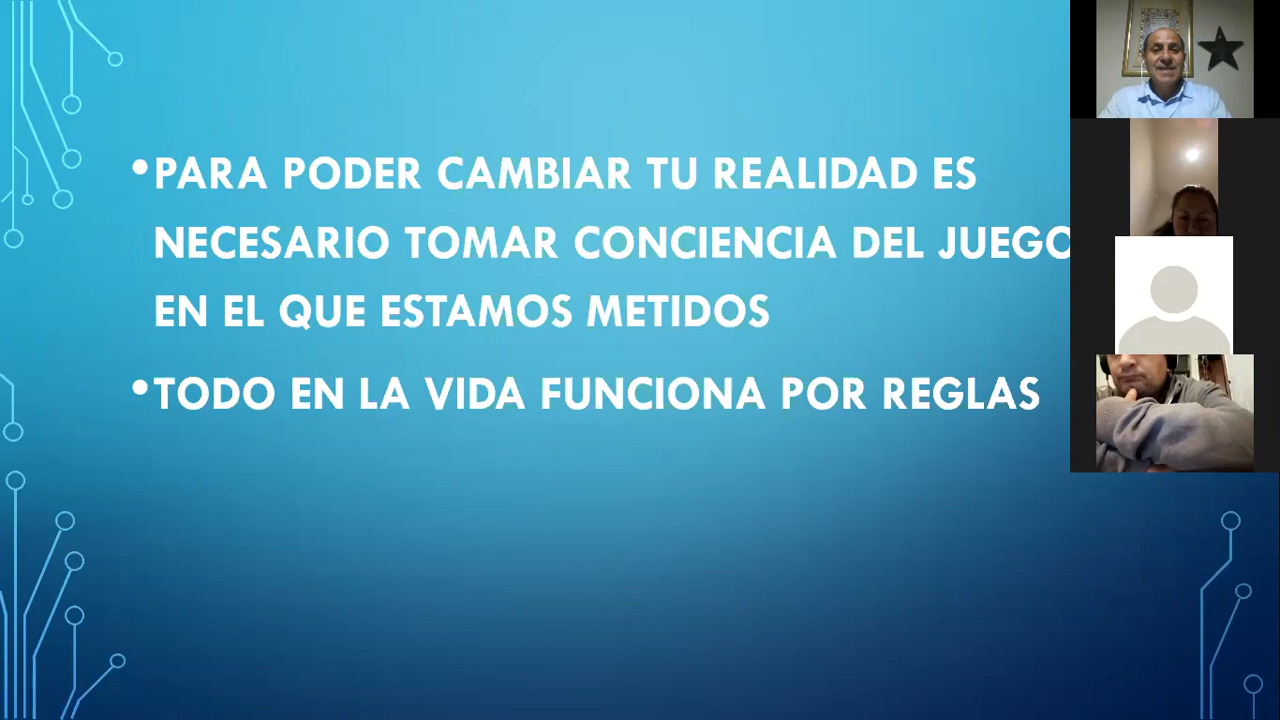 •PARA PODER CAMBIAR TU REALIDAD ES
NECESARIO TOMAR CONCIENCIA DEL JUEGO
EN EL QUE ESTAMOS METIDOS
•TODO EN LA VIDA FUNCIONA POR REGLAS